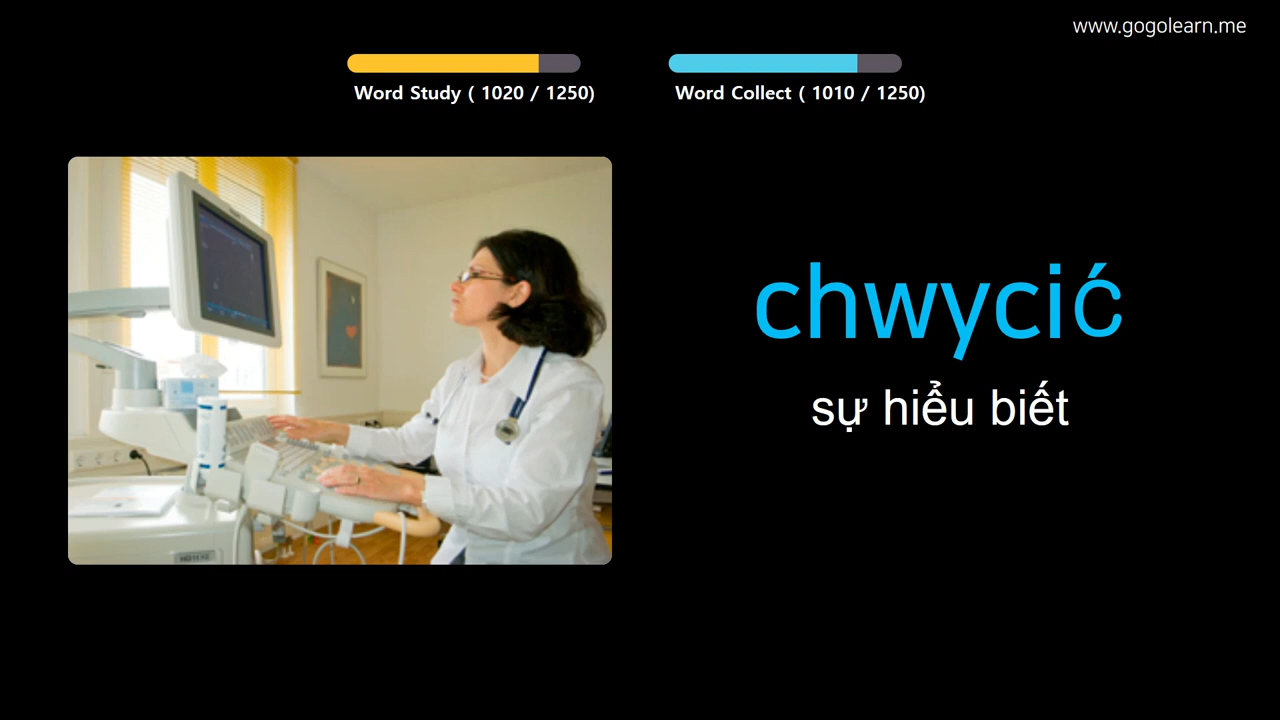 www.gogolearn.me
Word Study ( 1020 / 1250)
Word Collect ( 1010 / 1250)
chwycić
sự hiểu biết